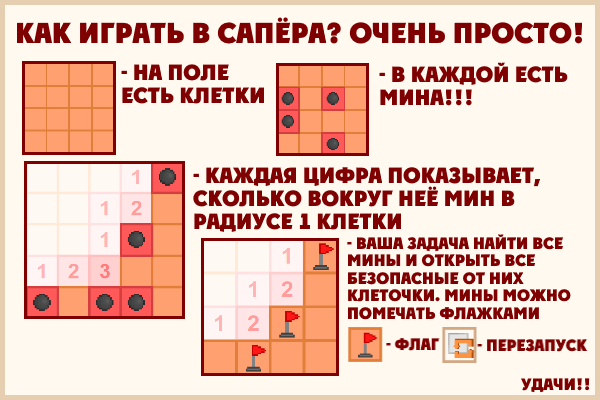 КАК ИГРАТЬ В САПЁРА? ОЧЕНЬ ПРОСТО!
- НА ПОЛЕ
ЕСТЬ КЛЕТКИ
- В КАЖДОЙ ЕСТЬ
МИНА!!!
- КАЖДАЯ ЦИФРА ПОКАЗЫВАЕТ,
СКОЛЬКО ВОКРУГ НЕЁ МИН В
РАДИУСЕ 1 КЛЕТКИ
1
1 2
1
1 2 3
- ВАША ЗАДАЧА НАЙТИ ВСЕ
МИНЫ И ОТКРЫТЬ ВСЕ
БЕЗОПАСНЫЕ ОТ НИХ
КЛЕТОЧКИ. МИНЫ МОЖНО
ПОМЕЧАТЬ ФЛАЖКАМИ
1
1 2
1 2
- ФЛАГ
- ПЕРЕЗАПУСК
УДАЧИ!!